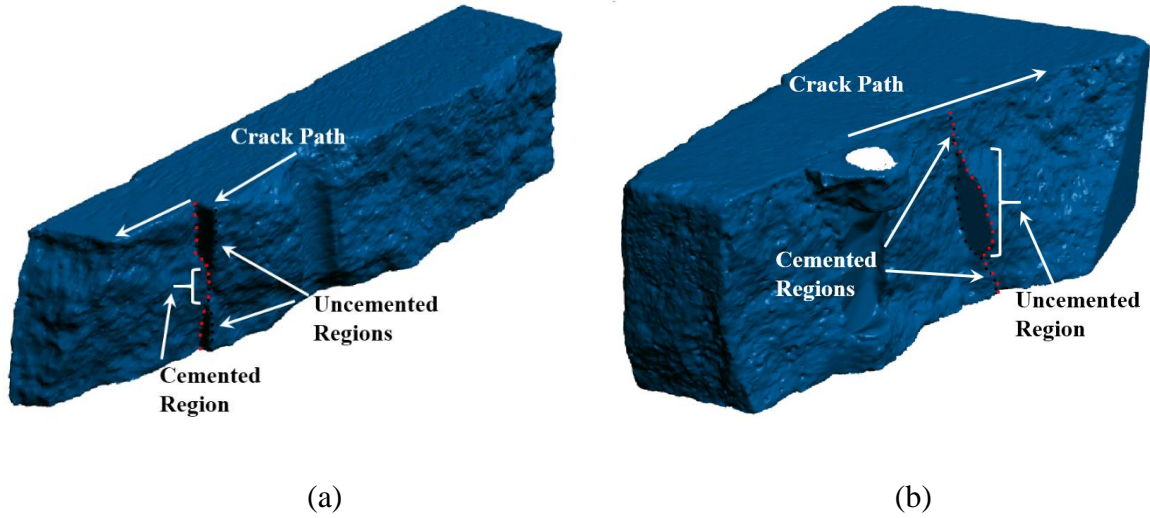 Crack Path
Uncemented
Regions
Cemented
Region
(a)
Crack Path
Cemented
Regions
Uncemented
Region
(b)